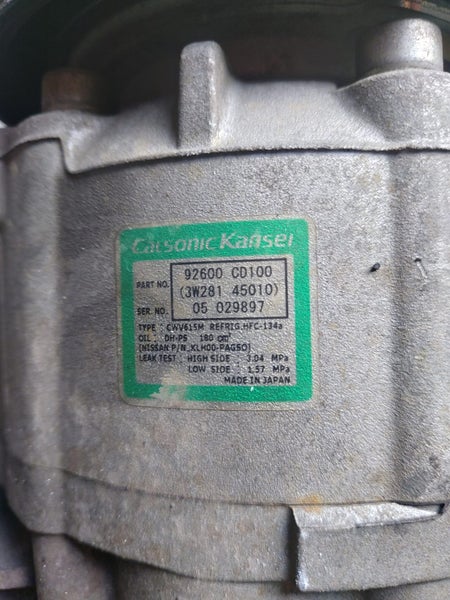 Calsonic Kansei
PART NO. 92600 CD100
(3W281 45010)
SER NO. 05 029897
TYPE : CWV615M REFRIG.HFC-134a
OIL : DH-PS 180 cm³
[NISSAN P/N_KLH00-PAGSO]
LEAK TEST : HIGH SIDE : 3.04 MPa
LOW SIDE : 1.57 MPa
MADE IN JAPAN